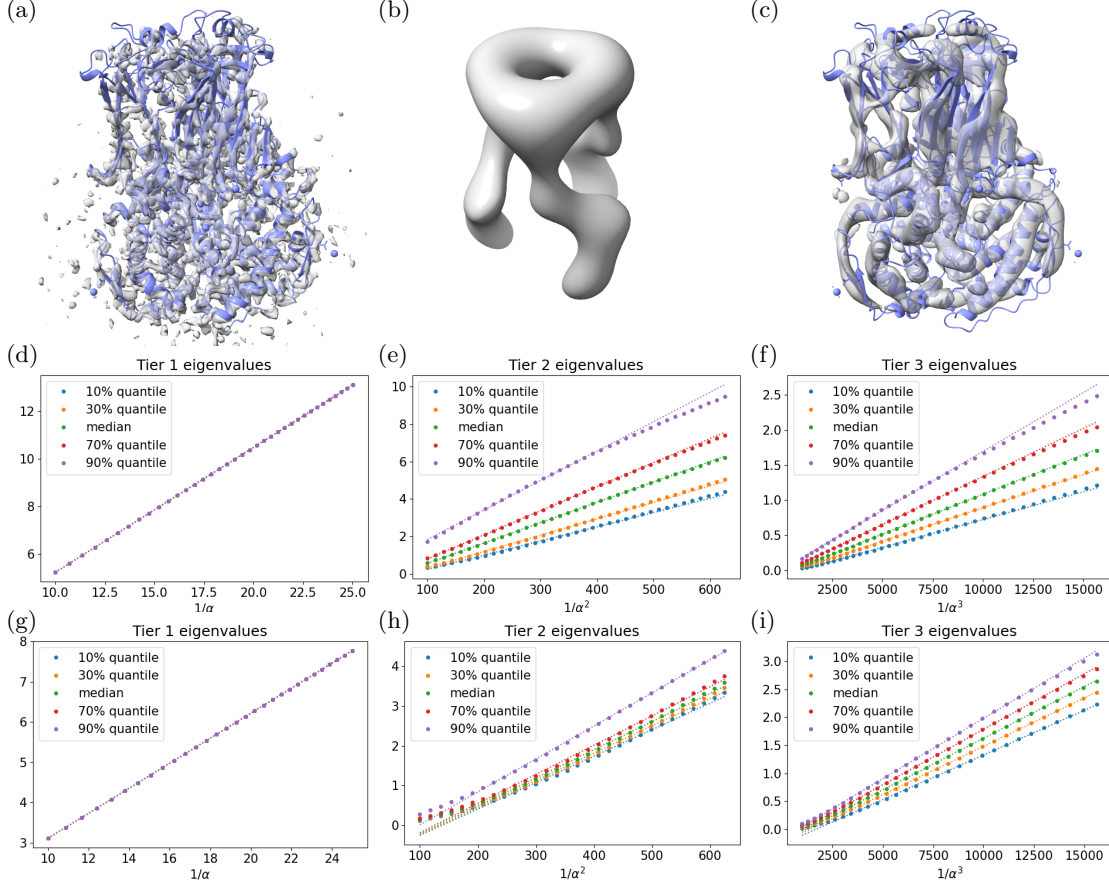 (a) (b) (c)
(d) (e) (f)
Tier 1 eigenvalues Tier 2 eigenvalues Tier 3 eigenvalues
10% quantile 10% quantile 10% quantile
30% quantile 30% quantile 30% quantile
median median median
70% quantile 70% quantile 70% quantile
90% quantile 90% quantile 90% quantile
12 10 2.5
10 8 2.0
8 6 1.5
6 4 1.0
2 0.5
0 0.0
10.0 12.5 15.0 17.5 20.0 22.5 25.0 100 200 300 400 500 600 2500 5000 7500 10000 12500 15000
1/α 1/α² 1/α³
(g) (h) (i)
Tier 1 eigenvalues Tier 2 eigenvalues Tier 3 eigenvalues
10% quantile 10% quantile 10% quantile
30% quantile 30% quantile 30% quantile
median median median
70% quantile 70% quantile 70% quantile
90% quantile 90% quantile 90% quantile
8 4 3.0
7 3 2.5
6 2 2.0
5 1 1.5
4 0 1.0
3 0.5
0.0
10 12 14 16 18 20 22 24 100 200 300 400 500 600 2500 5000 7500 10000 12500 15000
1/α 1/α² 1/α³